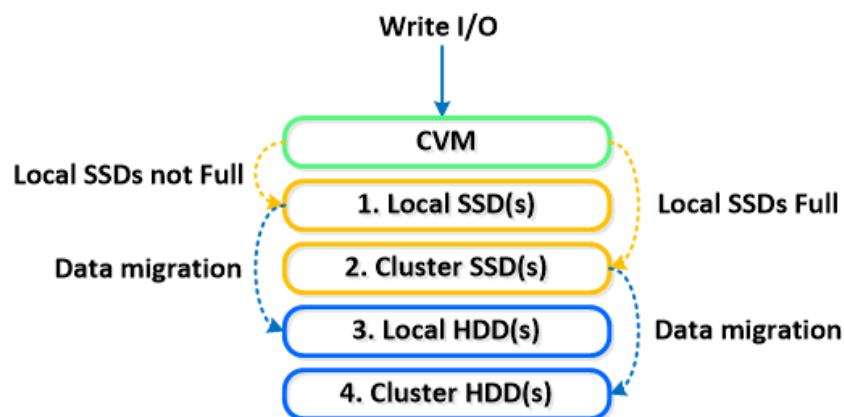 Write I/O
CVM
Local SSDs not Full
1. Local SSD(s)
Local SSDs Full
2. Cluster SSD(s)
Data migration
3. Local HDD(s)
Data migration
4. Cluster HDD(s)